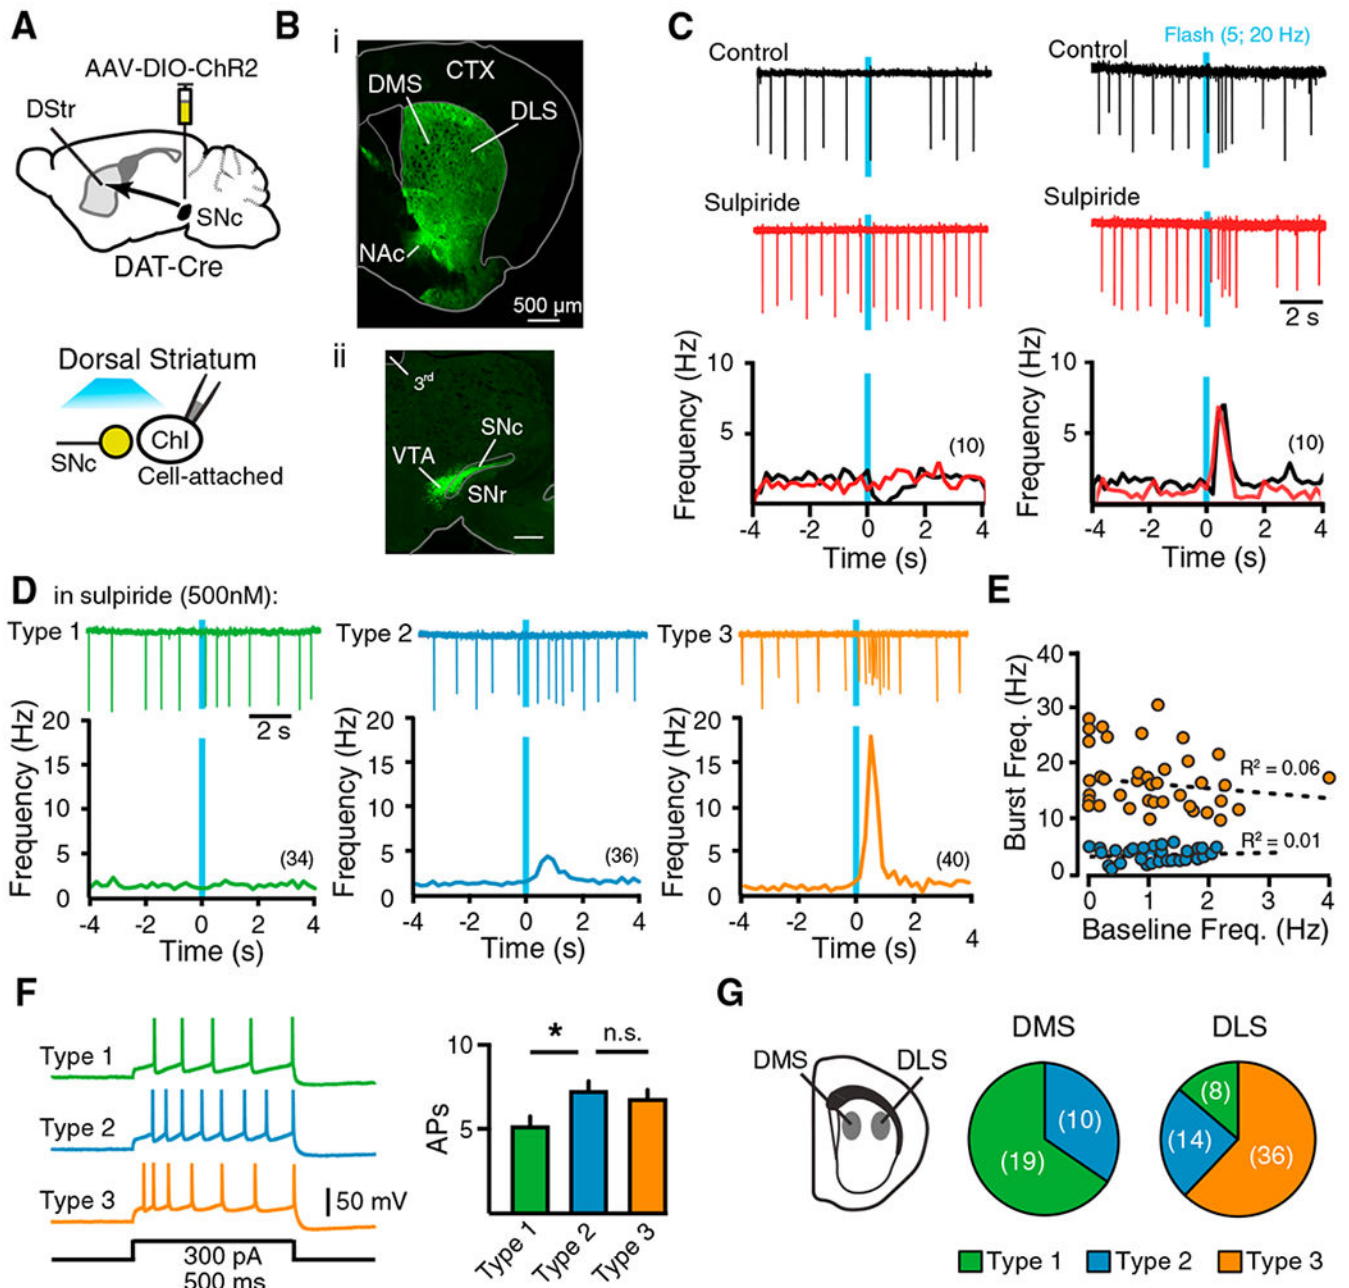 A
AAV-DIO-ChR2
DStr
SNc
DAT-Cre
Dorsal Striatum
ChI
SNc
Cell-attached
B
i
CTX
DMS
DLS
NAc
500 µm
ii
3rd
SNc
VTA
SNr
C
Flash (5; 20 Hz)
Control
Control
Sulpiride
Sulpiride
2 s
Frequency (Hz)
10
5
(10)
-4 -2 0 2 4
Time (s)
Frequency (Hz)
10
5
(10)
-4 -2 0 2 4
Time (s)
D in sulpiride (500nM):
Type 1
2 s
Frequency (Hz)
20
15
10
5
0
(34)
-4 -2 0 2 4
Time (s)
Type 2
Frequency (Hz)
20
15
10
5
0
(36)
-4 -2 0 2 4
Time (s)
Type 3
Frequency (Hz)
20
15
10
5
0
(40)
-4 -2 0 2 4
Time (s)
E
Burst Freq. (Hz)
40
30
20
10
0
R² = 0.06
R² = 0.01
0 1 2 3 4
Baseline Freq. (Hz)
F
Type 1
Type 2
Type 3
50 mV
300 pA
500 ms
APs
10
5
*
n.s.
Type 1
Type 2
Type 3
G
DMS DLS
DMS
(10)
(19)
DLS
(8)
(14)
(36)
Type 1 Type 2 Type 3